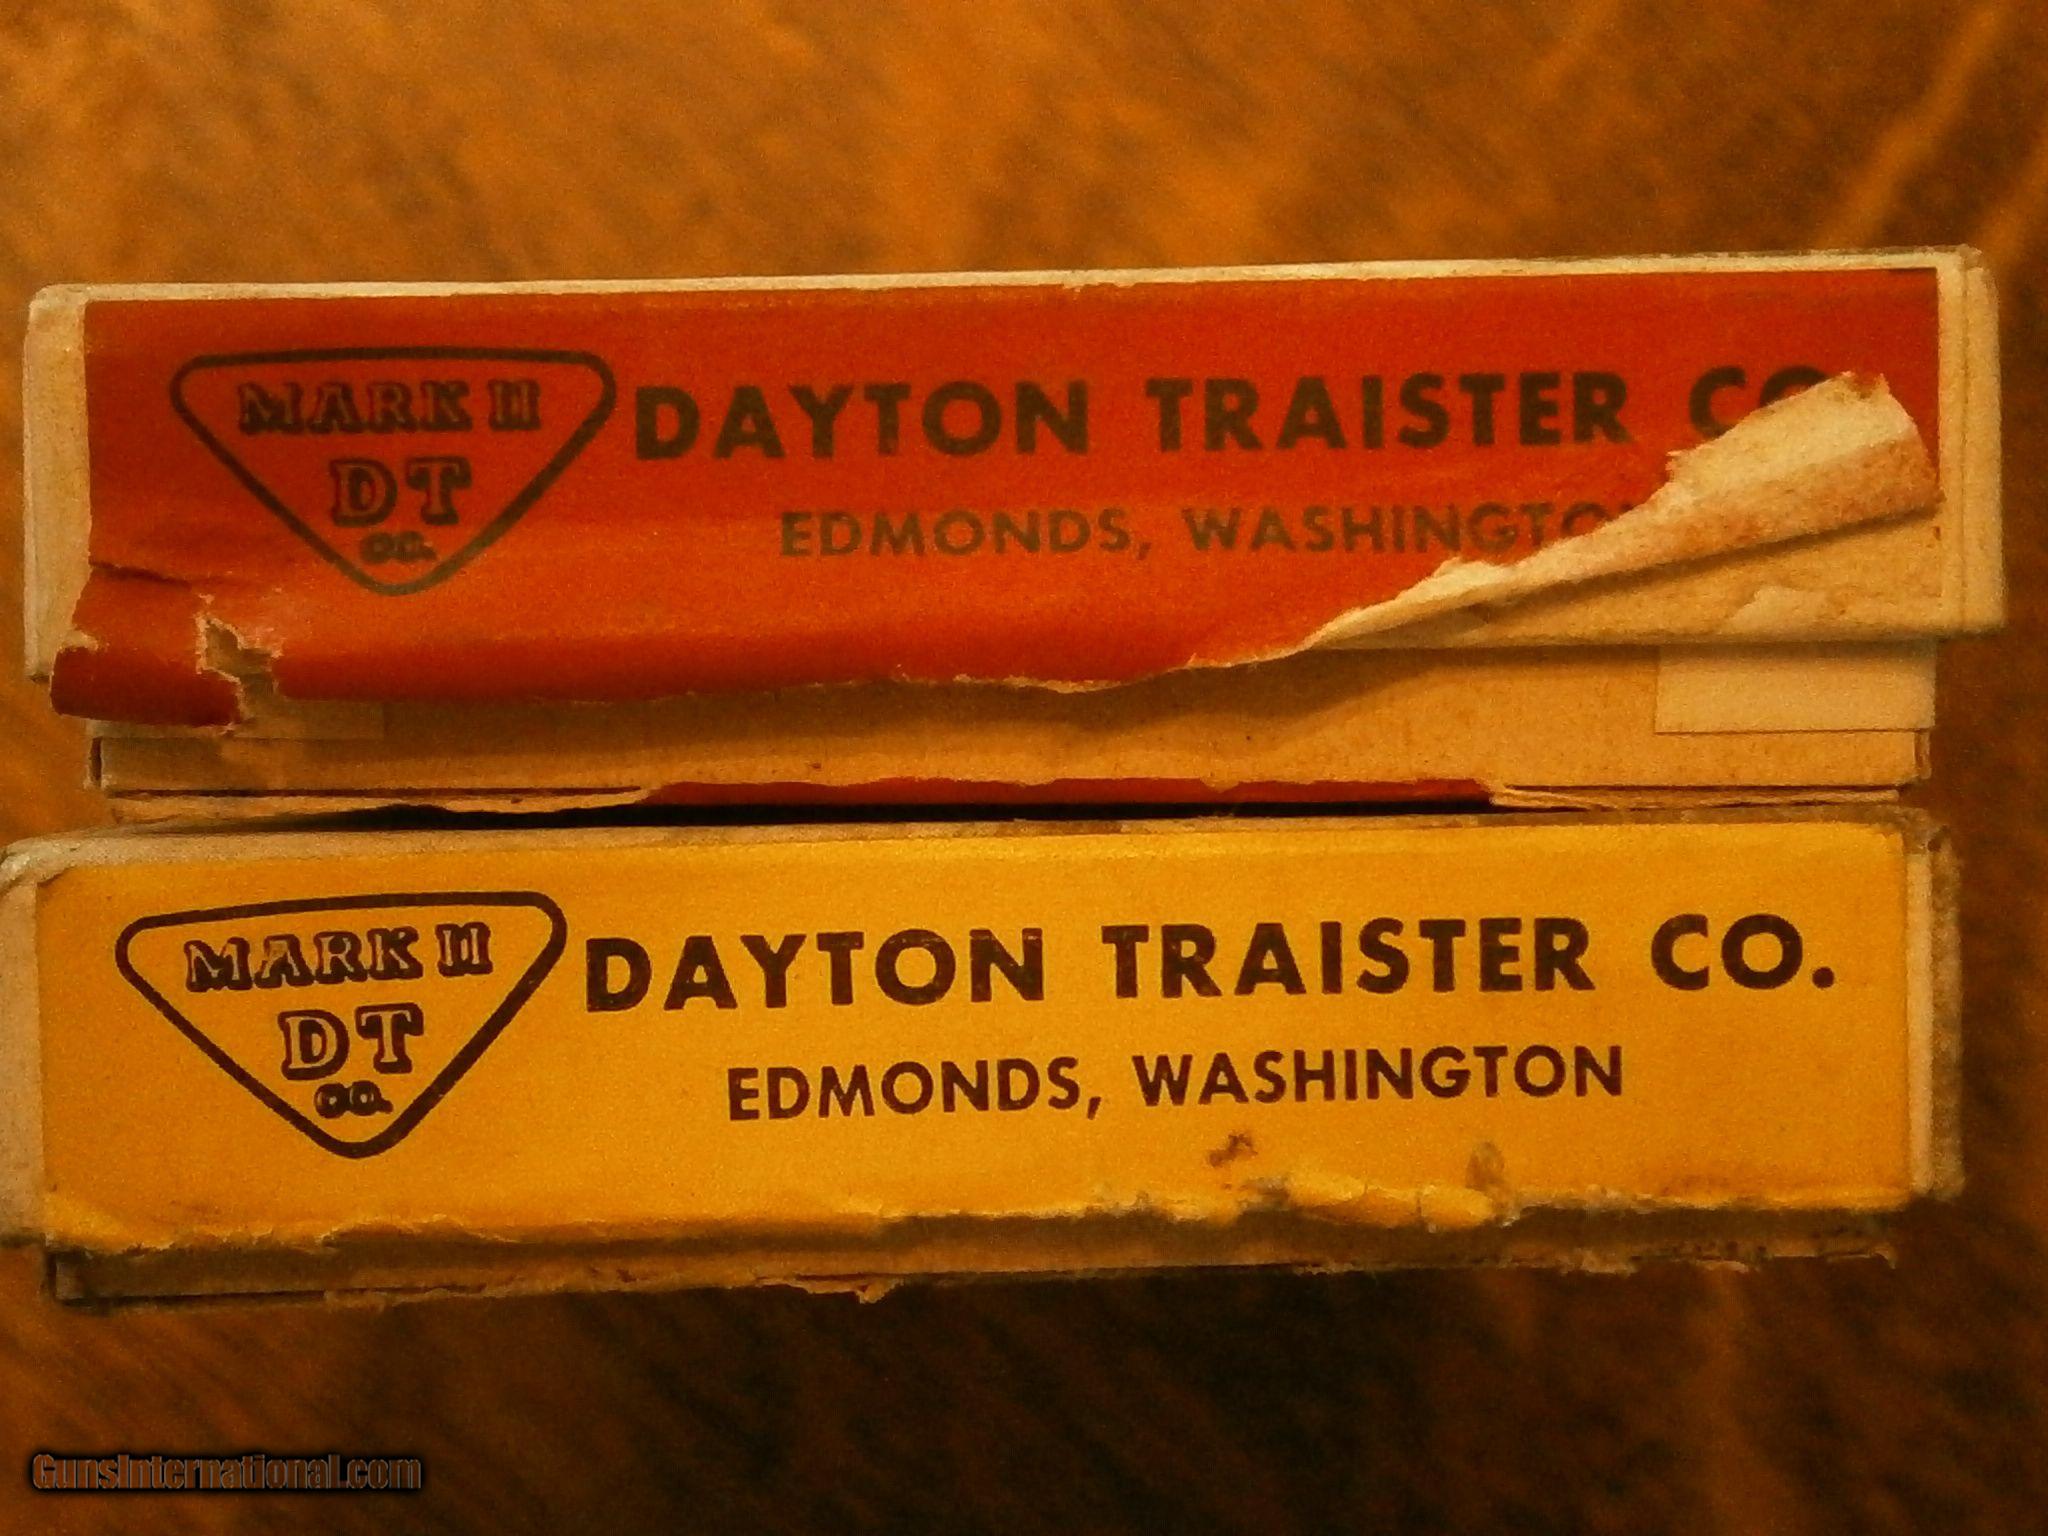 MARK II
DT
CO.
DAYTON TRAISTER CO
EDMONDS, WASHINGTO
MARK II
DT
CO.
DAYTON TRAISTER CO.
EDMONDS, WASHINGTON
GunsInternational.com